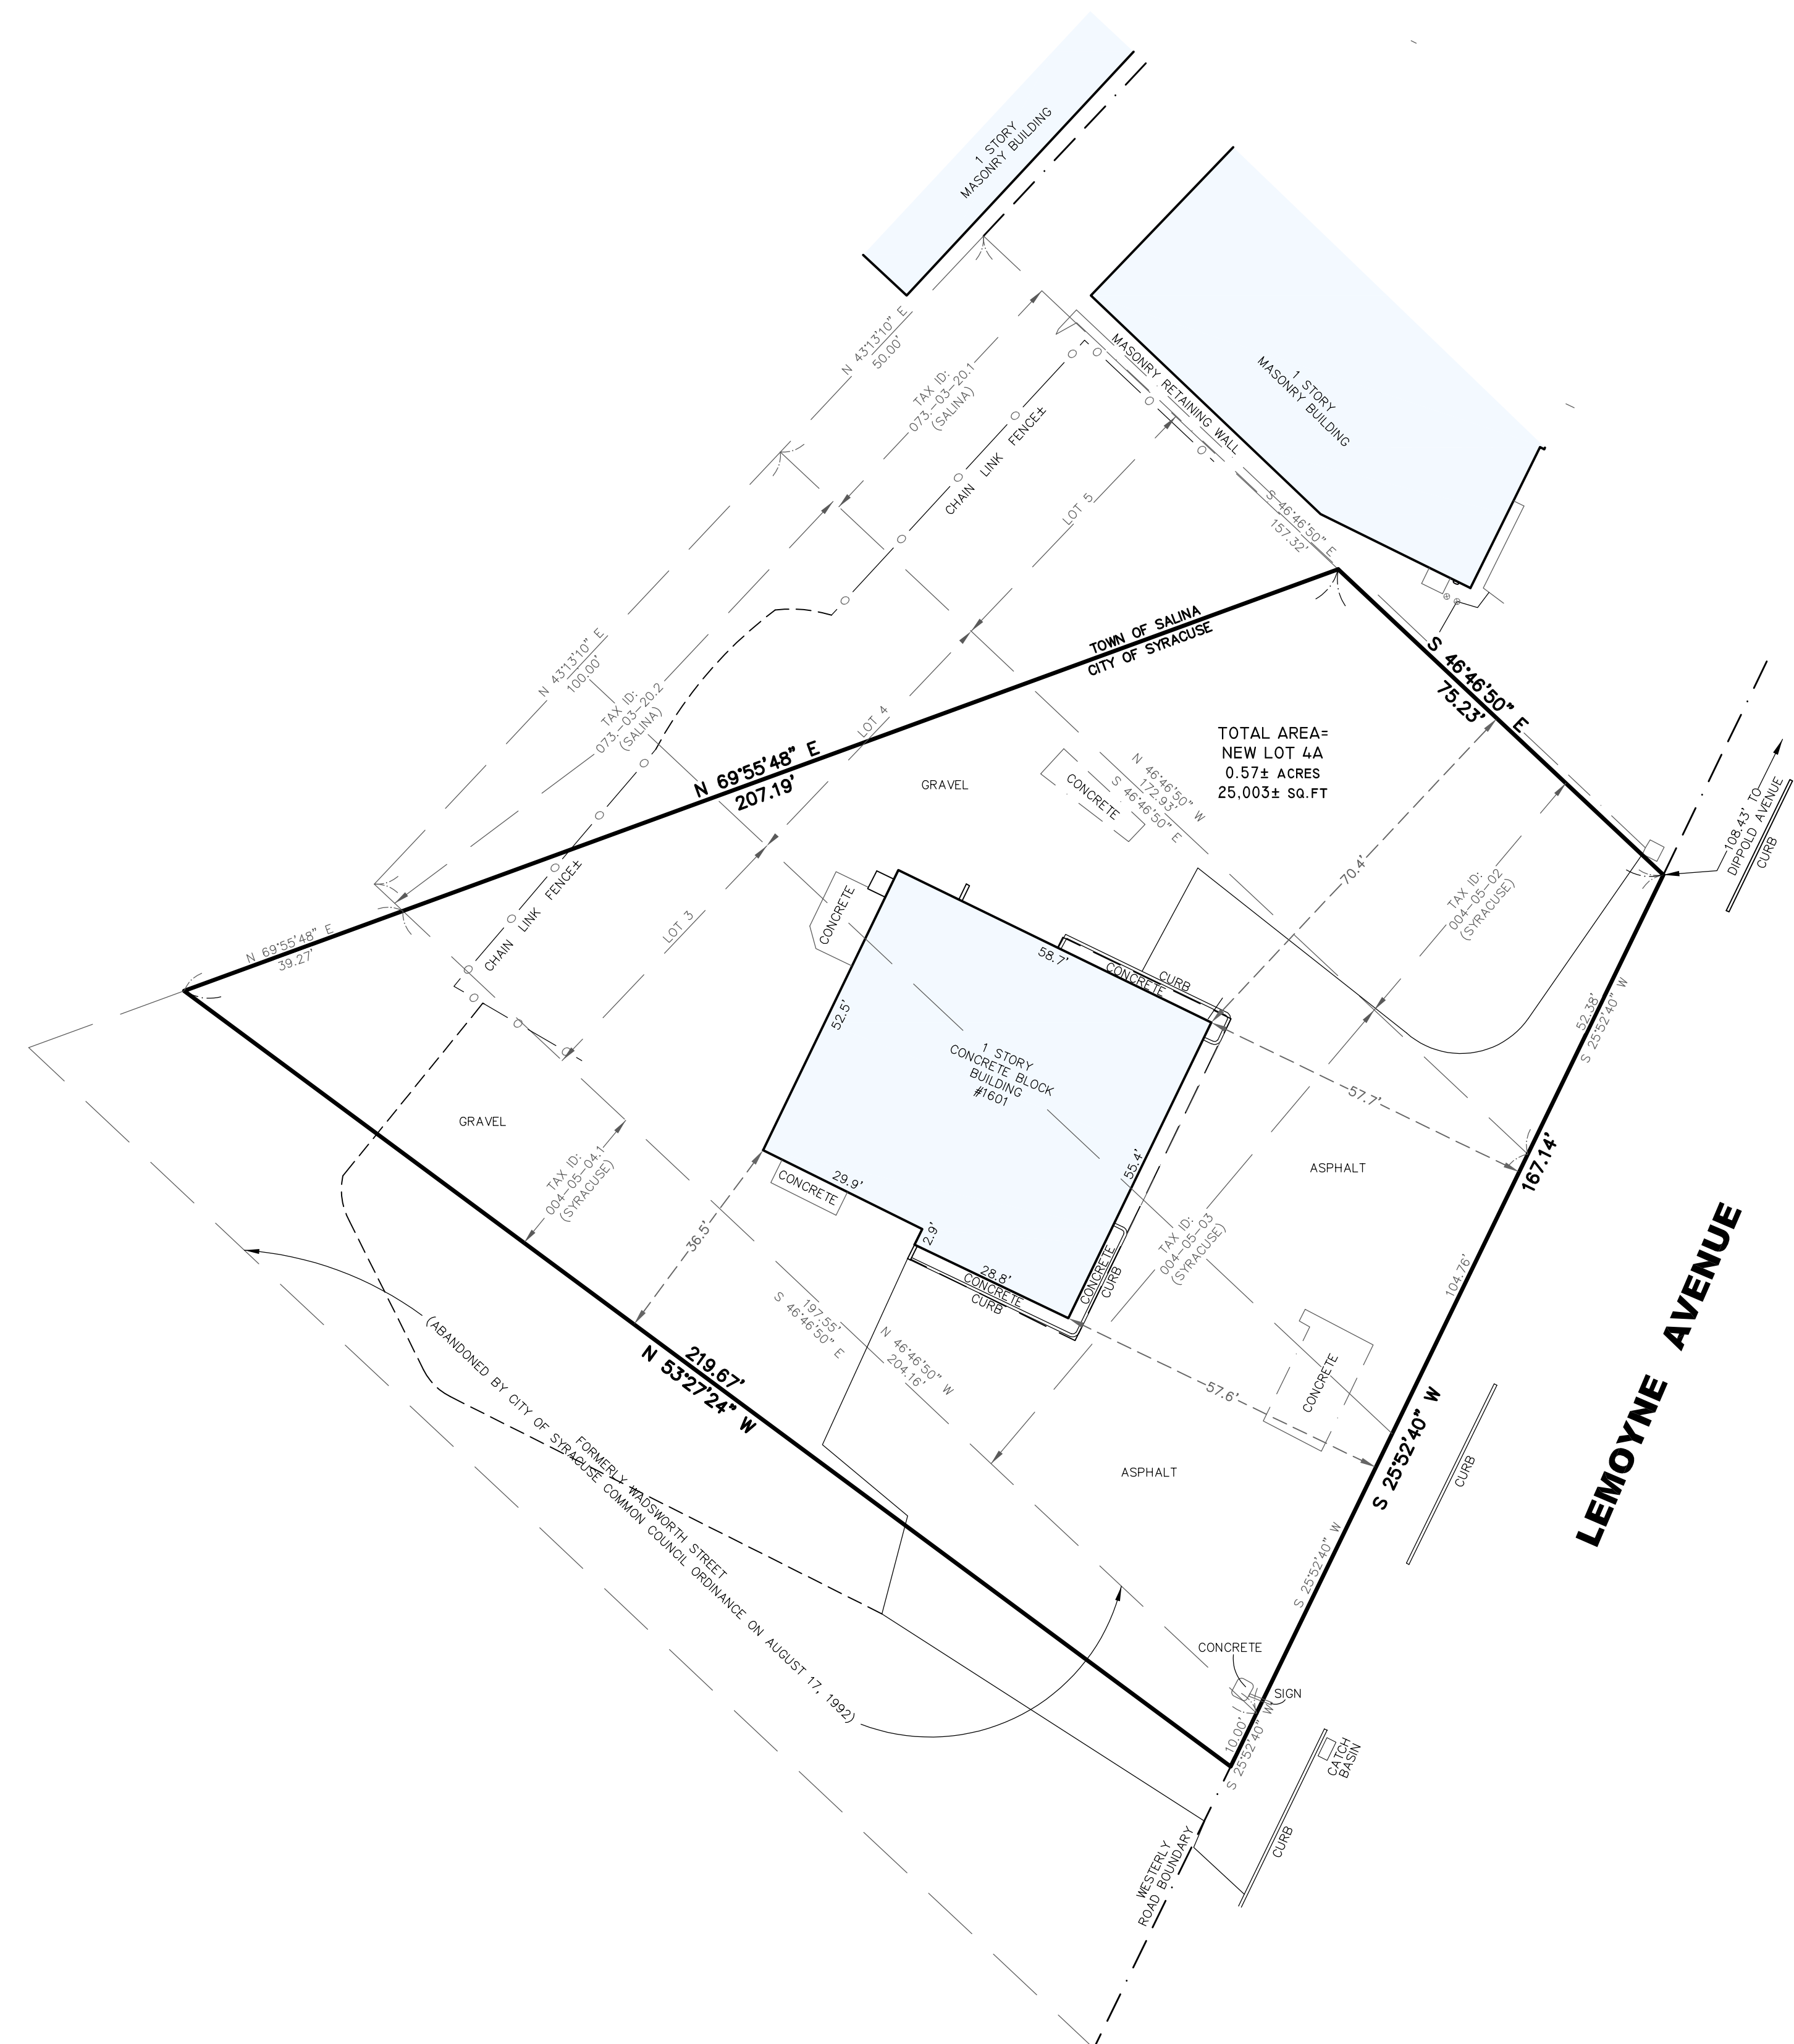 1 STORY
MASONRY BUILDING
1 STORY
MASONRY BUILDING
MASONRY RETAINING WALL
N 43°13'10" E
50.00'
TAX ID:
073.-03-20.1
(SALINA)
CHAIN LINK FENCE±
LOT 5
S 46°46'50" E
157.32'
TOWN OF SALINA
CITY OF SYRACUSE
S 46°46'50" E
75.23'
N 43°13'10" E
100.00'
TAX ID:
073.-03-20.2
(SALINA)
LOT 4
N 69°55'48" E
207.19'
TOTAL AREA=
NEW LOT 4A
0.57± ACRES
25,003± SQ.FT
GRAVEL
CONCRETE
N 46°46'50" W
172.93'
S 46°46'50" E
108.43' TO
DIPPOLD AVENUE
CURB
70.4'
TAX ID:
004-05-02
(SYRACUSE)
N 69°55'48" E
39.27'
CHAIN LINK FENCE±
LOT 3
CONCRETE
58.7'
CONCRETE
CURB
52.5'
1 STORY
CONCRETE BLOCK
BUILDING
#1601
52.38'
S 25°52'40" W
57.7'
GRAVEL
TAX ID:
004-05-04.1
(SYRACUSE)
CONCRETE
29.9'
55.4'
ASPHALT
167.14'
36.5'
2.9'
28.8'
CONCRETE
CURB
CONCRETE
CURB
TAX ID:
004-05-03
(SYRACUSE)
104.76'
LEMOYNE AVENUE
197.55'
S 46°46'50" E
N 46°46'50" W
204.16'
219.67'
N 53°27'24" W
57.6'
CONCRETE
S 25°52'40" W
CURB
ASPHALT
S 25°52'40" W
FORMERLY WADSWORTH STREET
(ABANDONED BY CITY OF SYRACUSE COMMON COUNCIL ORDINANCE ON AUGUST 17, 1992)
CONCRETE
SIGN
10.00'
S 25°52'40" W
CATCH
BASIN
CURB
WESTERLY
ROAD BOUNDARY